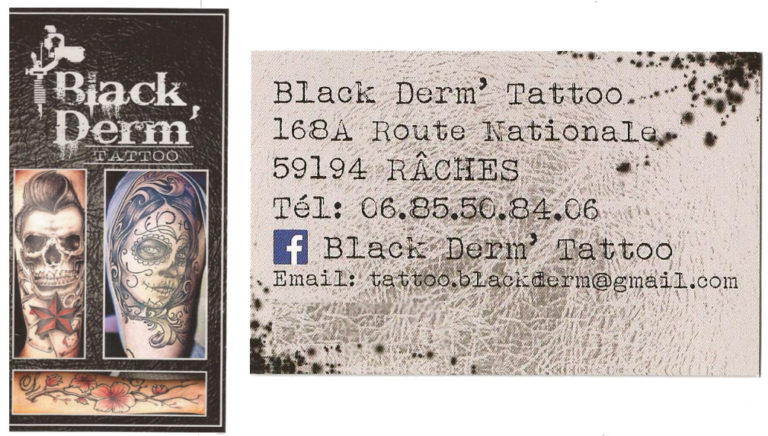 Black
Derm'
TATTOO
Black Derm' Tattoo
168A Route Nationale
59194 RÂCHES
Tél: 06.85.50.84.06
f Black Derm' Tattoo
Email: tattoo.blackderm@gmail.com